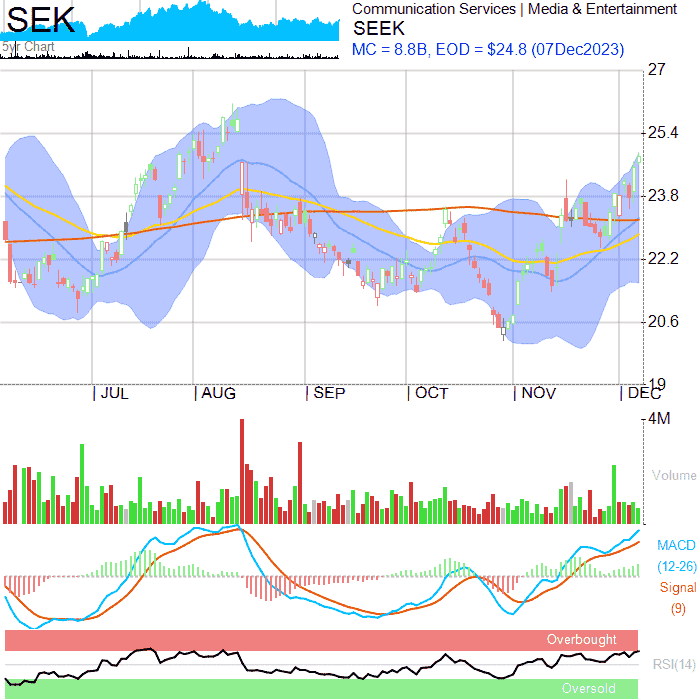 SEK
5yr Chart
Communication Services | Media & Entertainment
SEEK
MC = 8.8B, EOD = $24.8 (07Dec2023)
27
25.4
23.8
22.2
20.6
19
JUL
AUG
SEP
OCT
NOV
DEC
4M
Volume
MACD
(12-26)
Signal
(9)
Overbought
RSI(14)
Oversold